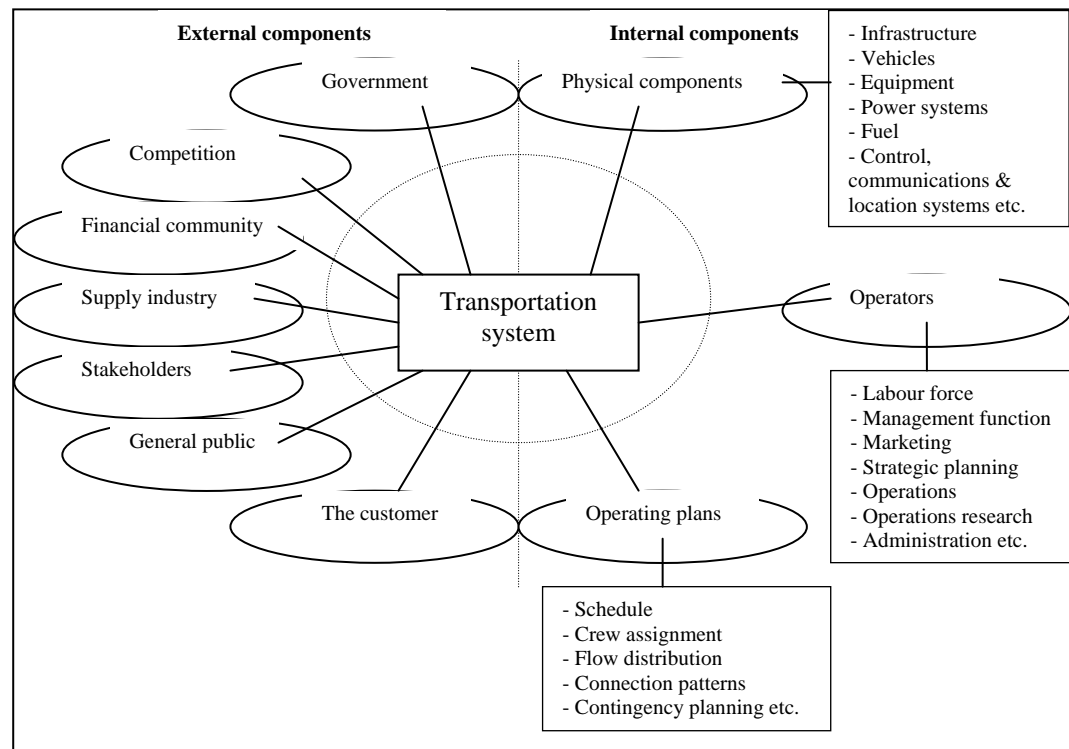 External components
Internal components
Government
Physical components
- Infrastructure
- Vehicles
- Equipment
- Power systems
- Fuel
- Control,
communications &
location systems etc.
Competition
Financial community
Supply industry
Stakeholders
General public
The customer
Transportation
system
Operators
- Labour force
- Management function
- Marketing
- Strategic planning
- Operations
- Operations research
- Administration etc.
Operating plans
- Schedule
- Crew assignment
- Flow distribution
- Connection patterns
- Contingency planning etc.